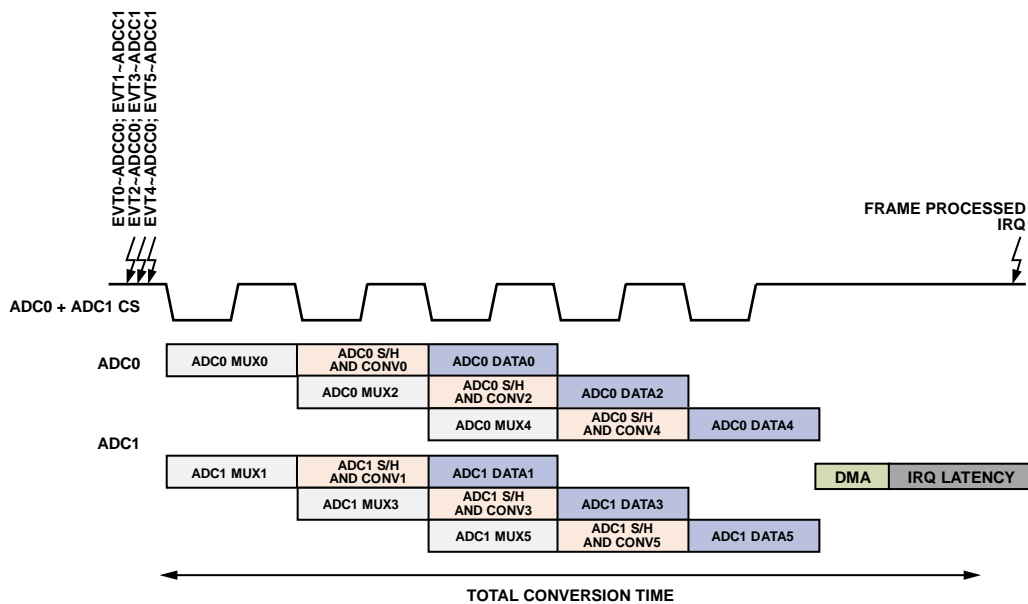 EVT0~ADCC0; EVT1~ADCC1
EVT2~ADCC0; EVT3~ADCC1
EVT4~ADCC0; EVT5~ADCC1
FRAME PROCESSED
IRQ
ADC0 + ADC1 CS
ADC0
ADC0 MUX0
ADC0 S/H
AND CONV0
ADC0 DATA0
ADC0 MUX2
ADC0 S/H
AND CONV2
ADC0 DATA2
ADC0 MUX4
ADC0 S/H
AND CONV4
ADC0 DATA4
ADC1
ADC1 MUX1
ADC1 S/H
AND CONV1
ADC1 DATA1
DMA
IRQ LATENCY
ADC1 MUX3
ADC1 S/H
AND CONV3
ADC1 DATA3
ADC1 MUX5
ADC1 S/H
AND CONV5
ADC1 DATA5
TOTAL CONVERSION TIME